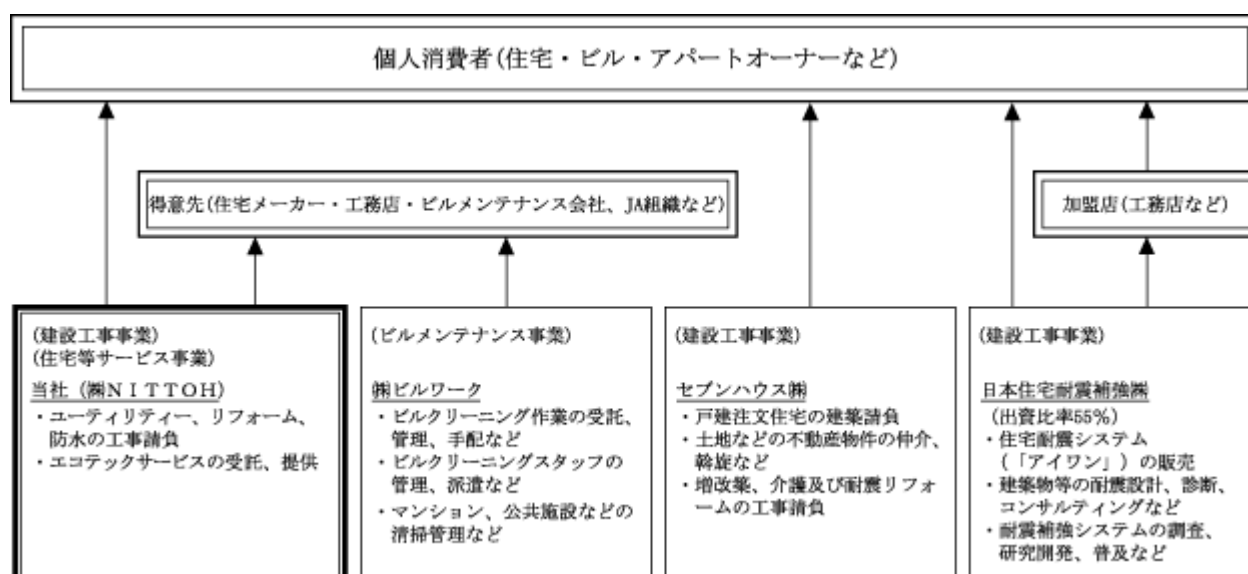 個人消費者(住宅・ビル・アパートオーナーなど)
得意先(住宅メーカー・工務店・ビルメンテナンス会社、JA組織など)
加盟店(工務店など)
(建設工事事業)
(住宅等サービス事業)
当社 (㈱ＮＩＴＴＯＨ)
・ユーティリティー、リフォーム、
防水の工事請負
・エコテックサービスの受託、提供
(ビルメンテナンス事業)
㈱ビルワーク
・ビルクリーニング作業の受託、
管理、手配など
・ビルクリーニングスタッフの
管理、派遣など
・マンション、公共施設などの
清掃管理など
(建設工事事業)
セブンハウス㈱
・戸建注文住宅の建築請負
・土地などの不動産物件の仲介、
斡旋など
・増改築、介護及び耐震リフォ
ームの工事請負
(建設工事事業)
日本住宅耐震補強㈱
(出資比率55%)
・住宅耐震システム
(「アイワン」) の販売
・建築物等の耐震設計、診断、
コンサルティングなど
・耐震補強システムの調査、
研究開発、普及など